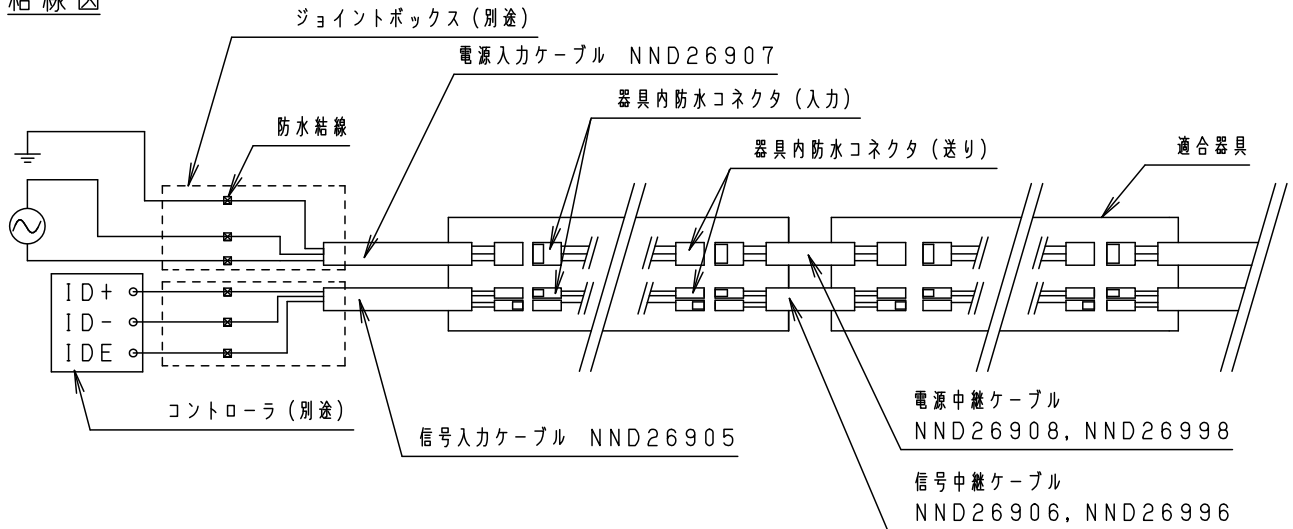 結線図
ジョイントボックス（別途）
電源入力ケーブル NND26907
器具内防水コネクタ（入力）
防水結線
器具内防水コネクタ（送り）
適合器具
ID+
ID-
IDE
コントローラ（別途）
信号入力ケーブル NND26905
電源中継ケーブル
NND26908, NND26998
信号中継ケーブル
NND26906, NND26996